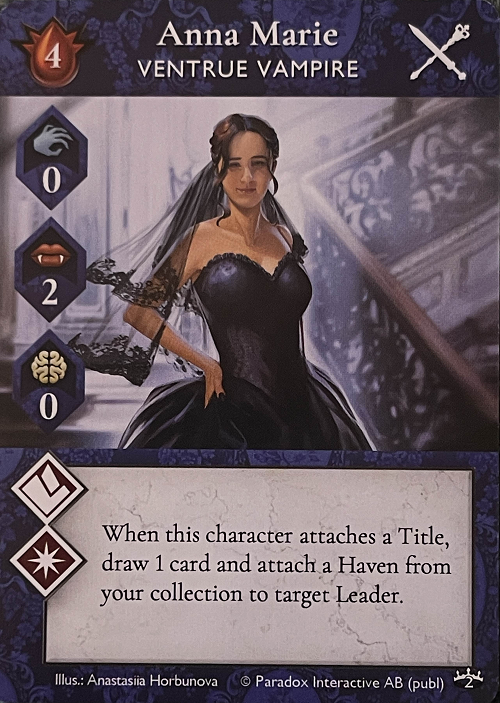 4
Anna Marie
VENTRUE VAMPIRE
0
2
0
When this character attaches a Title,
draw 1 card and attach a Haven from
your collection to target Leader.
Illus.: Anastasiia Horbunova © Paradox Interactive AB (publ) 2